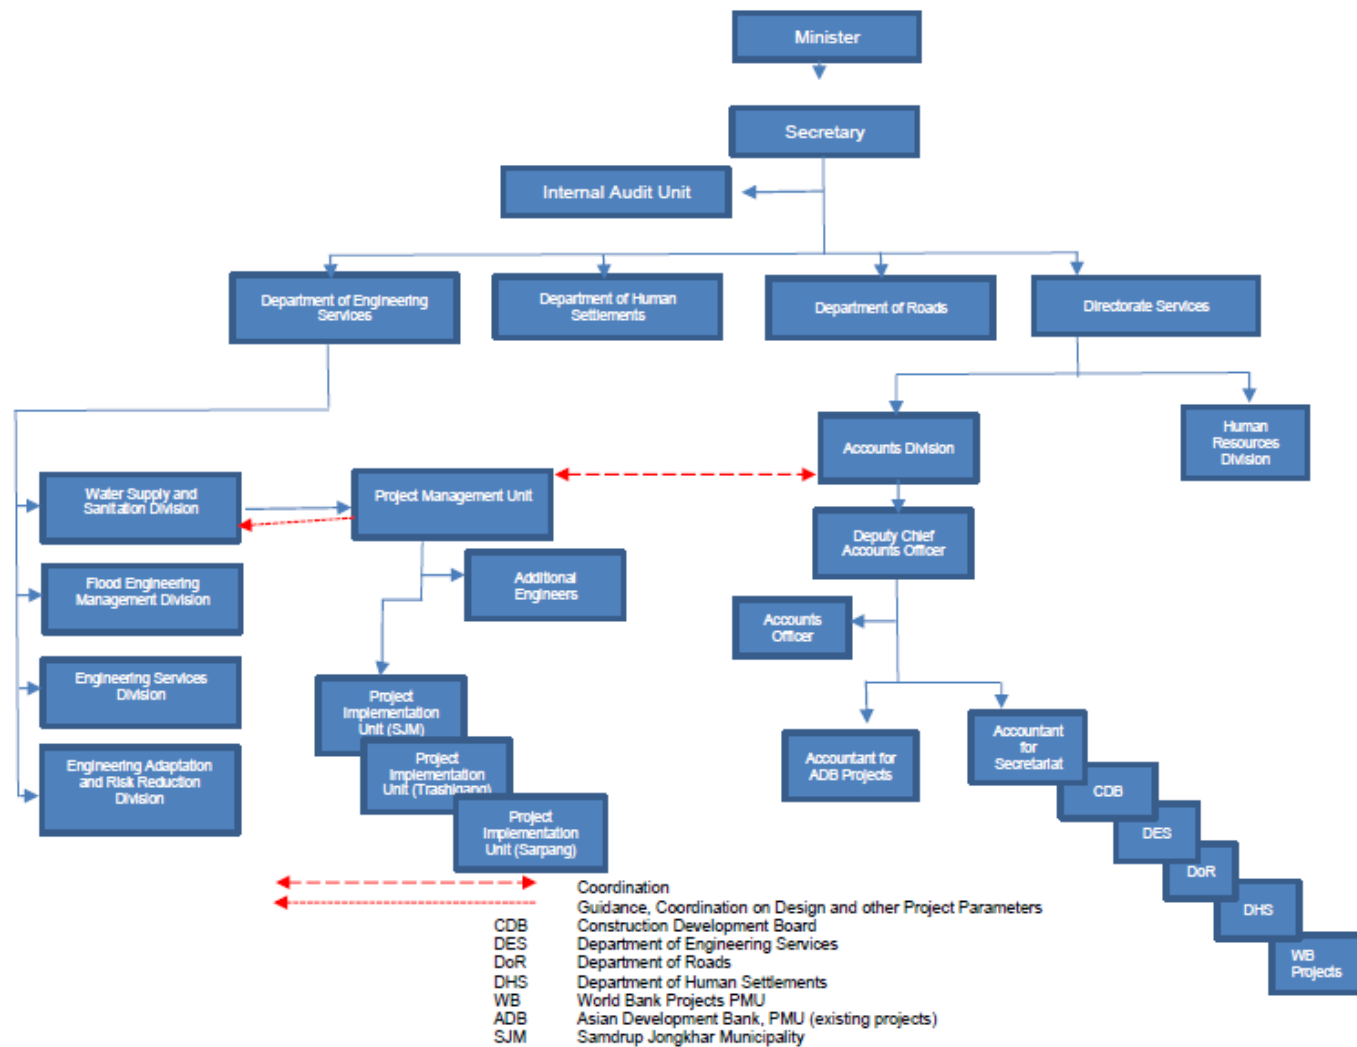 Minister
Secretary
Internal Audit Unit
Department of Engineering
Services
Department of Human
Settlements
Department of Roads
Directorate Services
Accounts Division
Human
Resources
Division
Water Supply and
Sanitation Division
Project Management Unit
Deputy Chief
Accounts Officer
Flood Engineering
Management Division
Additional
Engineers
Accounts
Officer
Engineering Services
Division
Project
Implementation
Unit (SJM)
Project
Implementation
Unit (Trashigang)
Project
Implementation
Unit (Sarpang)
Engineering Adaptation
and Risk Reduction
Division
Accountant for
ADB Projects
Accountant
for
Secretariat
CDB
DES
DoR
DHS
WB
Projects
Coordination
Guidance, Coordination on Design and other Project Parameters
CDB Construction Development Board
DES Department of Engineering Services
DoR Department of Roads
DHS Department of Human Settlements
WB World Bank Projects PMU
ADB Asian Development Bank, PMU (existing projects)
SJM Samdrup Jongkhar Municipality